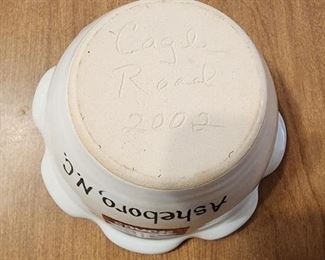 Cagle
Road
2002
Asheboro, N.C.